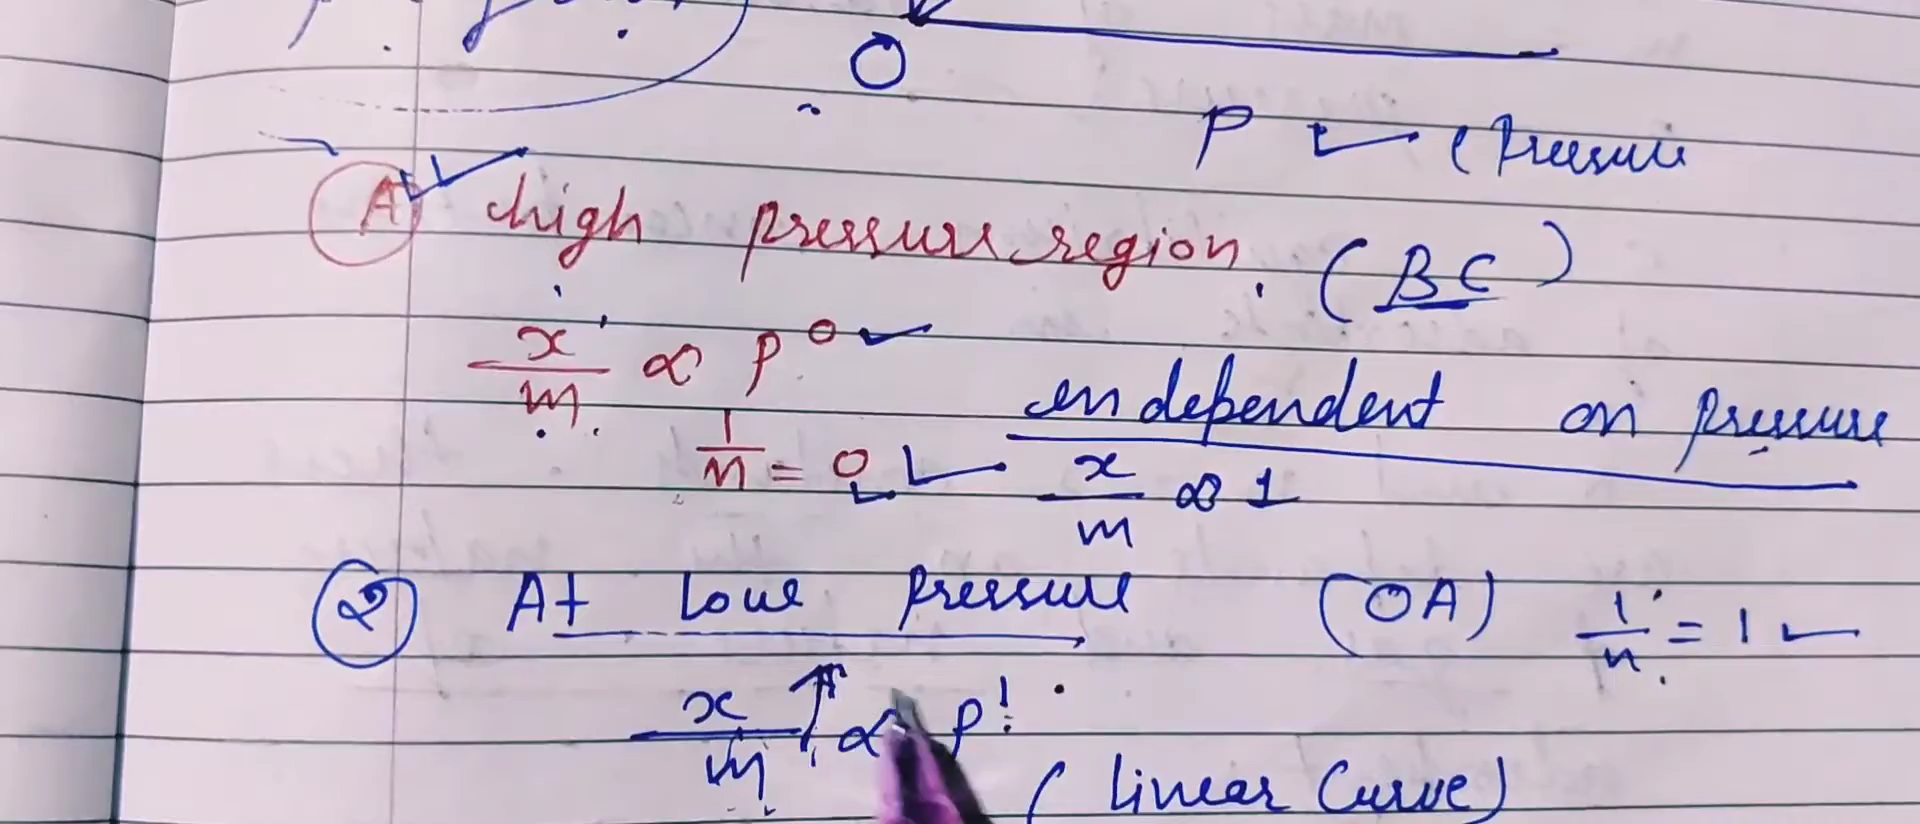 O
P ( Pressure
A high pressure region. (BC)
x/m ∝ P°
independent on pressure
1/n = 0
x/m ∝ 1
2 At low pressure (OA) 1/n = 1
x/m ∝ P¹
(linear Curve)